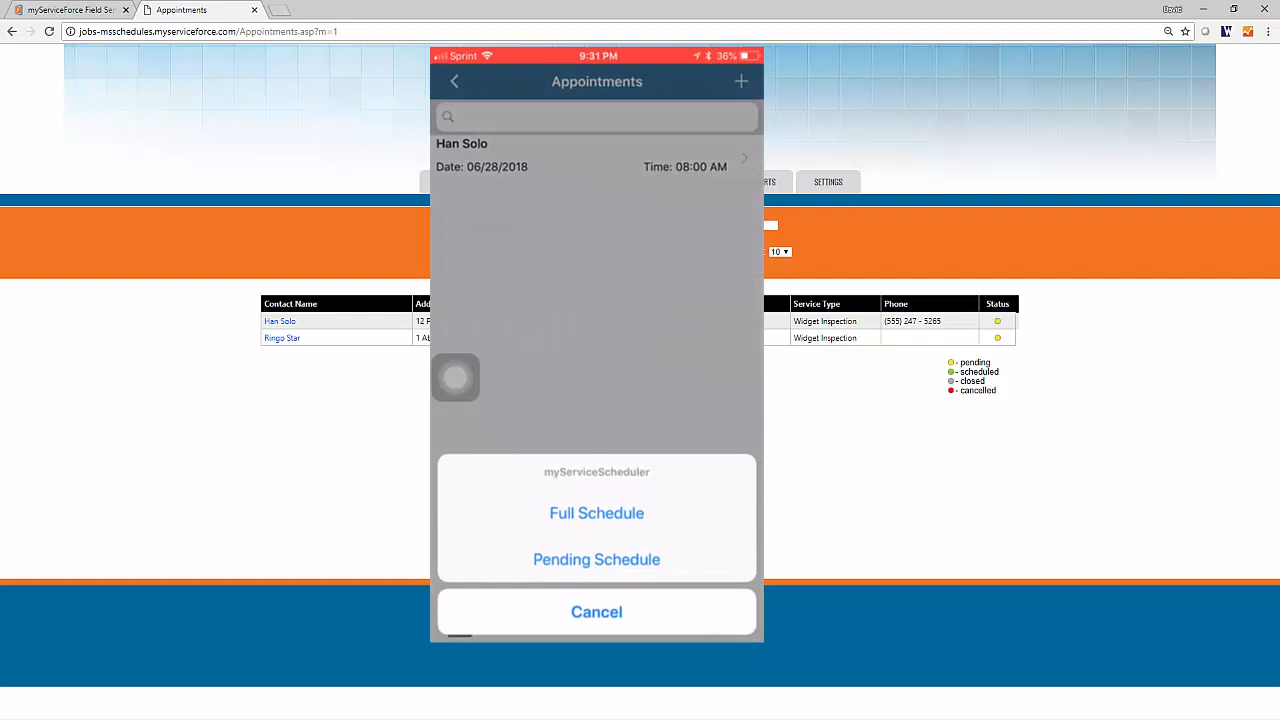 myServiceForce Field Ser
Appointments
David
jobs-msschedules.myserviceforce.com/Appointments.asp?m=1
Sprint 9:31 PM 36%
Appointments
Han Solo
Date: 06/28/2018 Time: 08:00 AM
SETTINGS
10
Contact Name Service Type Phone Status
Han Solo 12 Widget Inspection (555) 247 - 5265
Ringo Star 1 Widget Inspection
- pending
- scheduled
- closed
- cancelled
myServiceScheduler
Full Schedule
Pending Schedule
Cancel